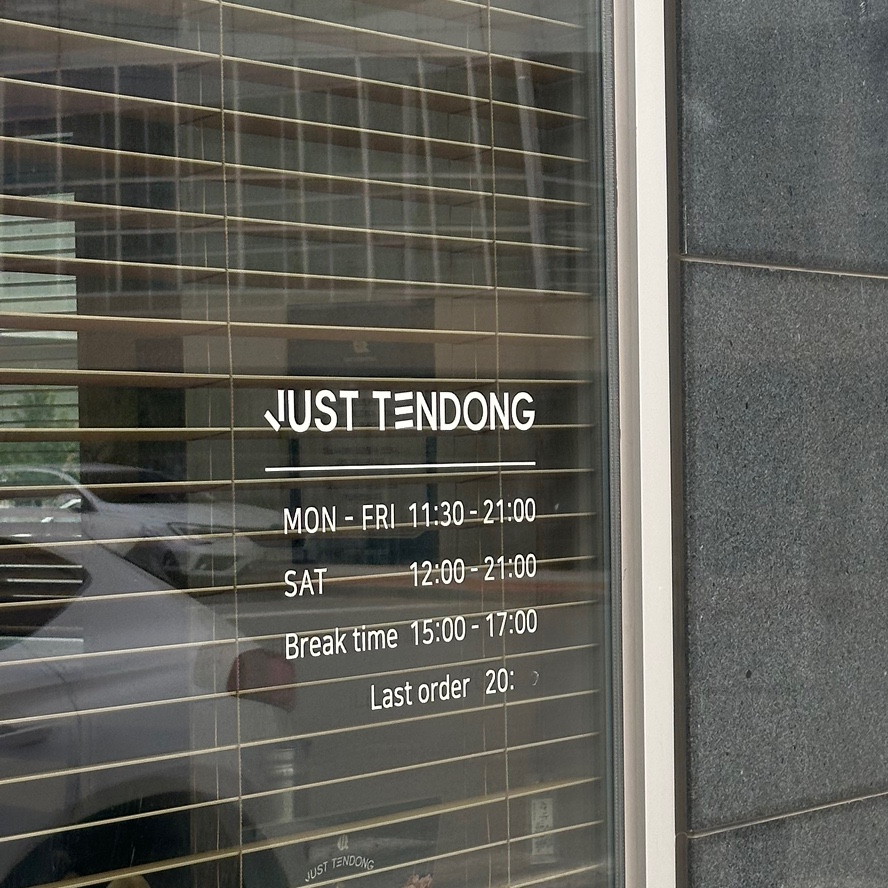 JUST TENDONG
MON - FRI 11:30 - 21:00
SAT 12:00 - 21:00
Break time 15:00 - 17:00
Last order 20:
JUST TENDONG